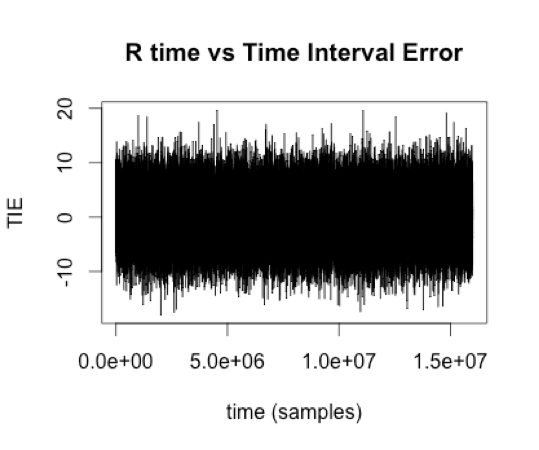 R time vs Time Interval Error
20
10
0
-10
TIE
0.0e+00 5.0e+06 1.0e+07 1.5e+07
time (samples)